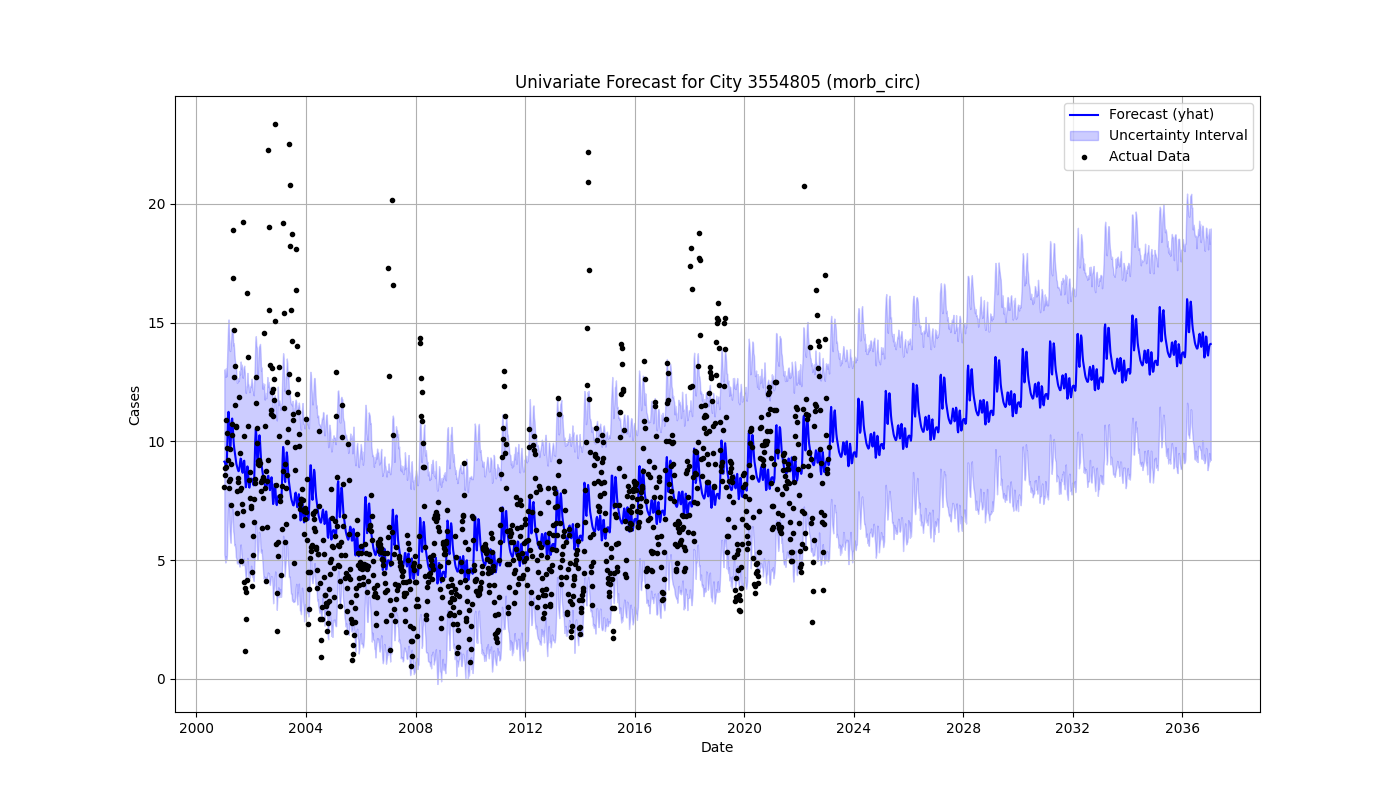 Univariate Forecast for City 3554805 (morb_circ)
Forecast (yhat)
Uncertainty Interval
Actual Data
Cases
20
15
10
5
0
2000 2004 2008 2012 2016 2020 2024 2028 2032 2036
Date